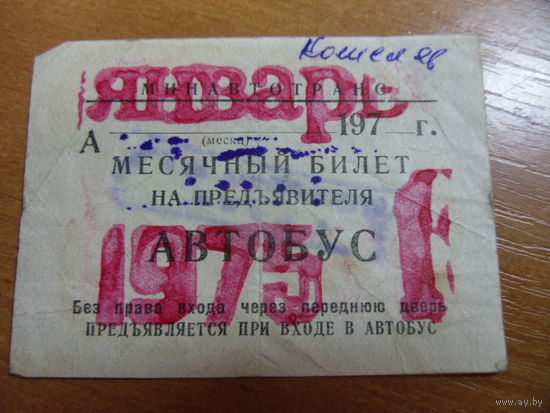 январь
МИНАВТОТРАНС
А 197 г.
(месяц)
МЕСЯЧНЫЙ БИЛЕТ
НА ПРЕДЪЯВИТЕЛЯ
АВТОБУС
1975
Без права входа через переднюю дверь
ПРЕДЪЯВЛЯЕТСЯ ПРИ ВХОДЕ В АВТОБУС
www.ay.by